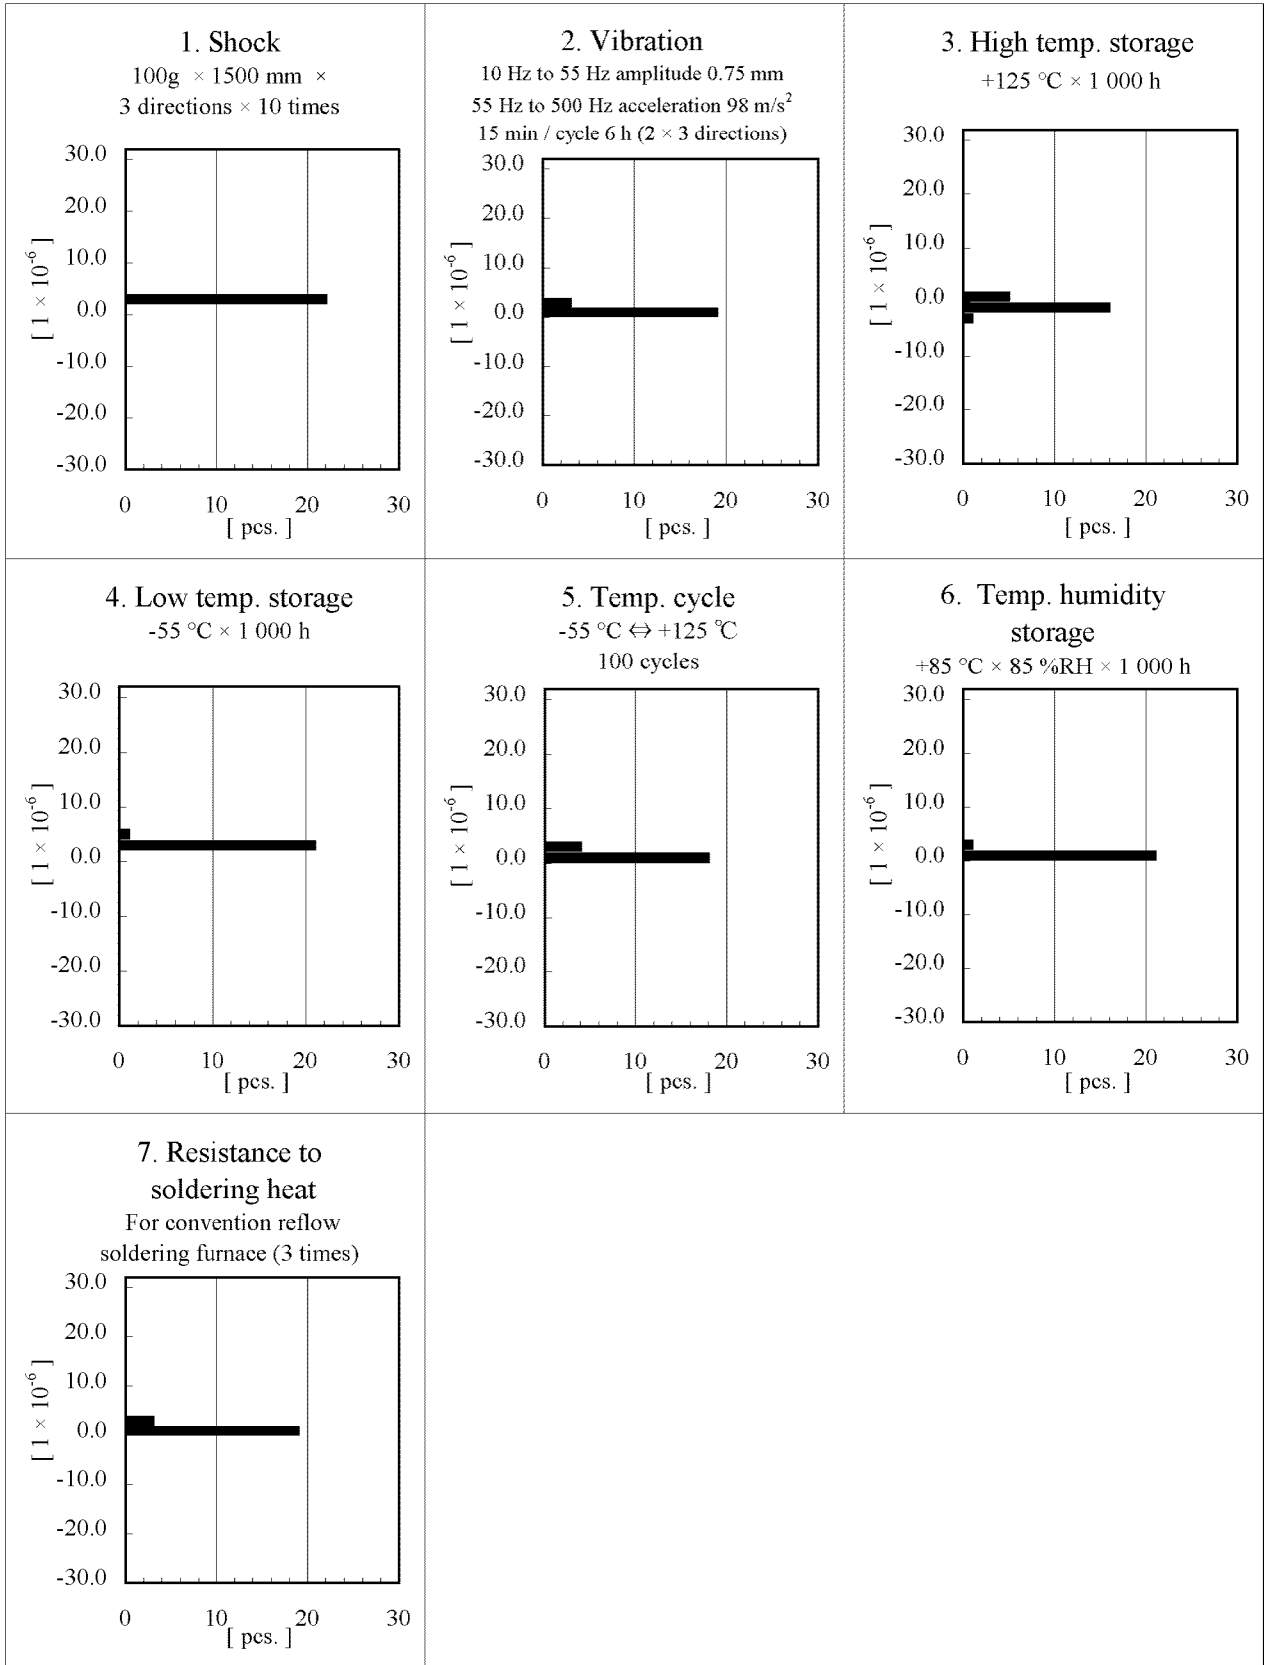 1. Shock
100g × 1500 mm ×
3 directions × 10 times
30.0
20.0
10.0
0.0
-10.0
-20.0
-30.0
[ 1 × 10-6 ]
0 10 20 30
[ pcs. ]
2. Vibration
10 Hz to 55 Hz amplitude 0.75 mm
55 Hz to 500 Hz acceleration 98 m/s2
15 min / cycle 6 h (2 × 3 directions)
30.0
20.0
10.0
0.0
-10.0
-20.0
-30.0
[ 1 × 10-6 ]
0 10 20 30
[ pcs. ]
3. High temp. storage
+125 °C × 1 000 h
30.0
20.0
10.0
0.0
-10.0
-20.0
-30.0
[ 1 × 10-6 ]
0 10 20 30
[ pcs. ]
4. Low temp. storage
-55 °C × 1 000 h
30.0
20.0
10.0
0.0
-10.0
-20.0
-30.0
[ 1 × 10-6 ]
0 10 20 30
[ pcs. ]
5. Temp. cycle
-55 °C ⇔ +125 ℃
100 cycles
30.0
20.0
10.0
0.0
-10.0
-20.0
-30.0
[ 1 × 10-6 ]
0 10 20 30
[ pcs. ]
6. Temp. humidity
storage
+85 °C × 85 %RH × 1 000 h
30.0
20.0
10.0
0.0
-10.0
-20.0
-30.0
[ 1 × 10-6 ]
0 10 20 30
[ pcs. ]
7. Resistance to
soldering heat
For convention reflow
soldering furnace (3 times)
30.0
20.0
10.0
0.0
-10.0
-20.0
-30.0
[ 1 × 10-6 ]
0 10 20 30
[ pcs. ]